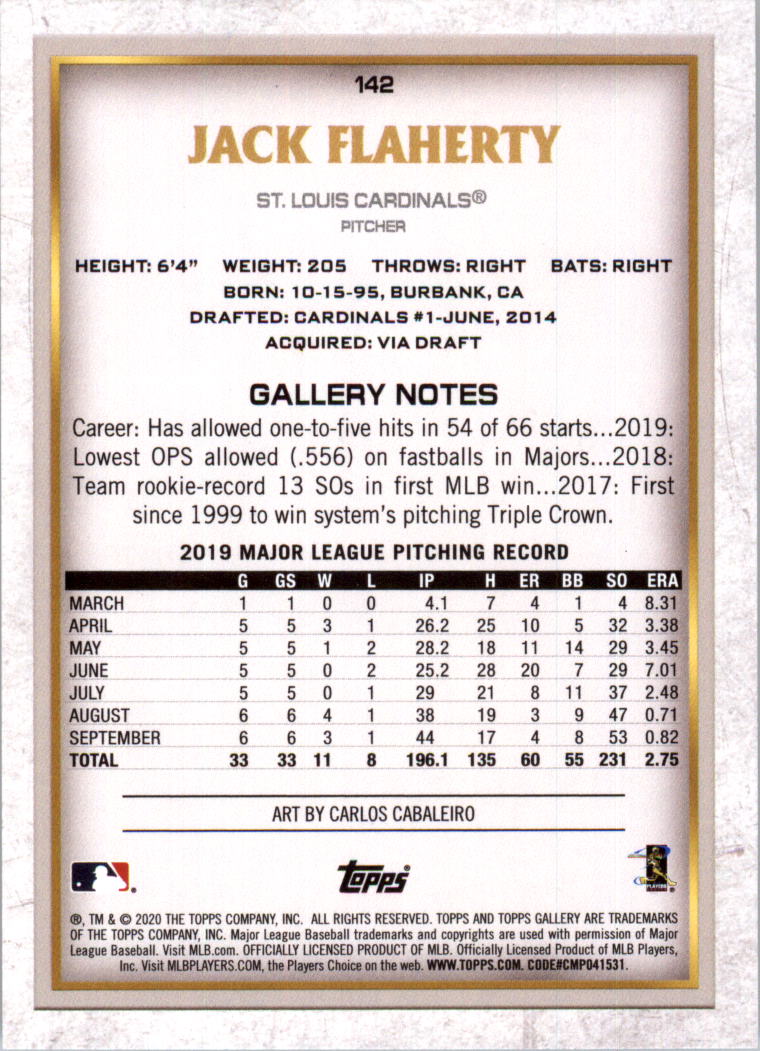 142
JACK FLAHERTY
ST. LOUIS CARDINALS®
PITCHER
HEIGHT: 6'4" WEIGHT: 205 THROWS: RIGHT BATS: RIGHT
BORN: 10-15-95, BURBANK, CA
DRAFTED: CARDINALS #1-JUNE, 2014
ACQUIRED: VIA DRAFT
GALLERY NOTES
Career: Has allowed one-to-five hits in 54 of 66 starts...2019:
Lowest OPS allowed (.556) on fastballs in Majors...2018:
Team rookie-record 13 SOs in first MLB win...2017: First
since 1999 to win system's pitching Triple Crown.
2019 MAJOR LEAGUE PITCHING RECORD
G GS W L IP H ER BB SO ERA
MARCH 1 1 0 0 4.1 7 4 1 4 8.31
APRIL 5 5 3 1 26.2 25 10 5 32 3.38
MAY 5 5 1 2 28.2 18 11 14 29 3.45
JUNE 5 5 0 2 25.2 28 20 7 29 7.01
JULY 5 5 0 1 29 21 8 11 37 2.48
AUGUST 6 6 4 1 38 19 3 9 47 0.71
SEPTEMBER 6 6 3 1 44 17 4 8 53 0.82
TOTAL 33 33 11 8 196.1 135 60 55 231 2.75
ART BY CARLOS CABALEIRO
topps®
PLAYERS
®, TM & © 2020 THE TOPPS COMPANY, INC. ALL RIGHTS RESERVED. TOPPS AND TOPPS GALLERY ARE TRADEMARKS
OF THE TOPPS COMPANY, INC. Major League Baseball trademarks and copyrights are used with permission of Major
League Baseball. Visit MLB.com. OFFICIALLY LICENSED PRODUCT OF MLB. Officially Licensed Product of MLB Players,
Inc. Visit MLBPLAYERS.COM, the Players Choice on the web. WWW.TOPPS.COM. CODE#CMP041531.